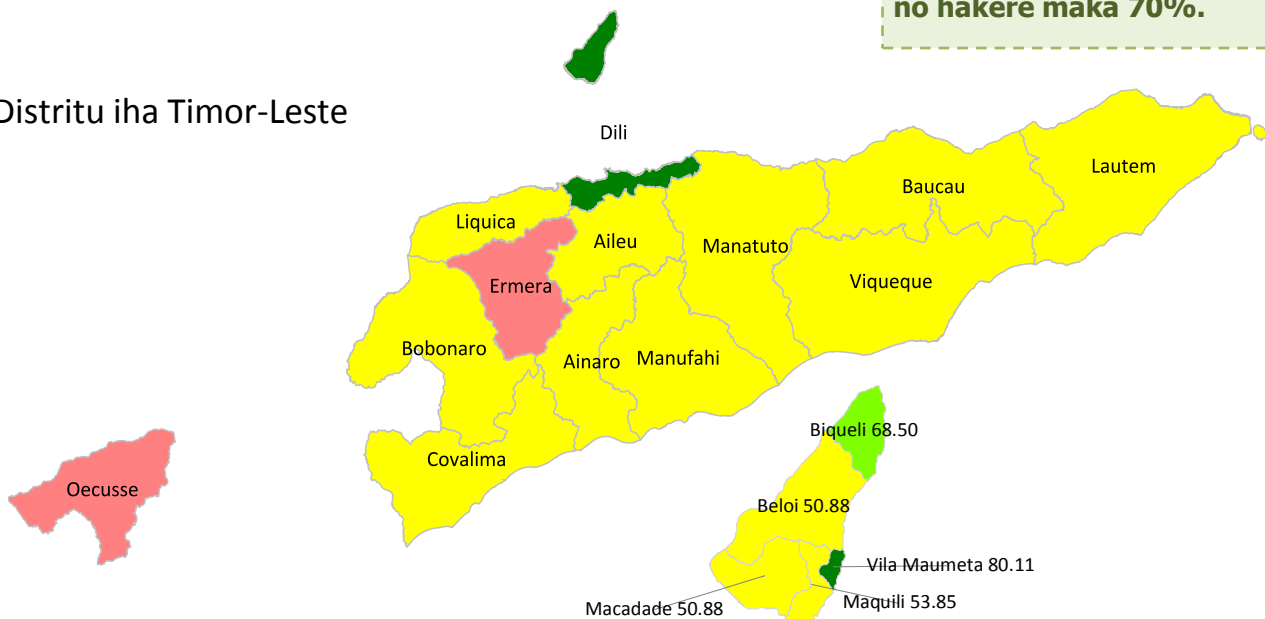 no hakere maka 70%.
Distritu iha Timor-Leste
Dili
Lautem
Baucau
Liquica
Aileu
Manatuto
Viqueque
Ermera
Bobonaro
Ainaro
Manufahi
Covalima
Oecusse
Biqueli 68.50
Beloi 50.88
Vila Maumeta 80.11
Maquili 53.85
Macadade 50.88